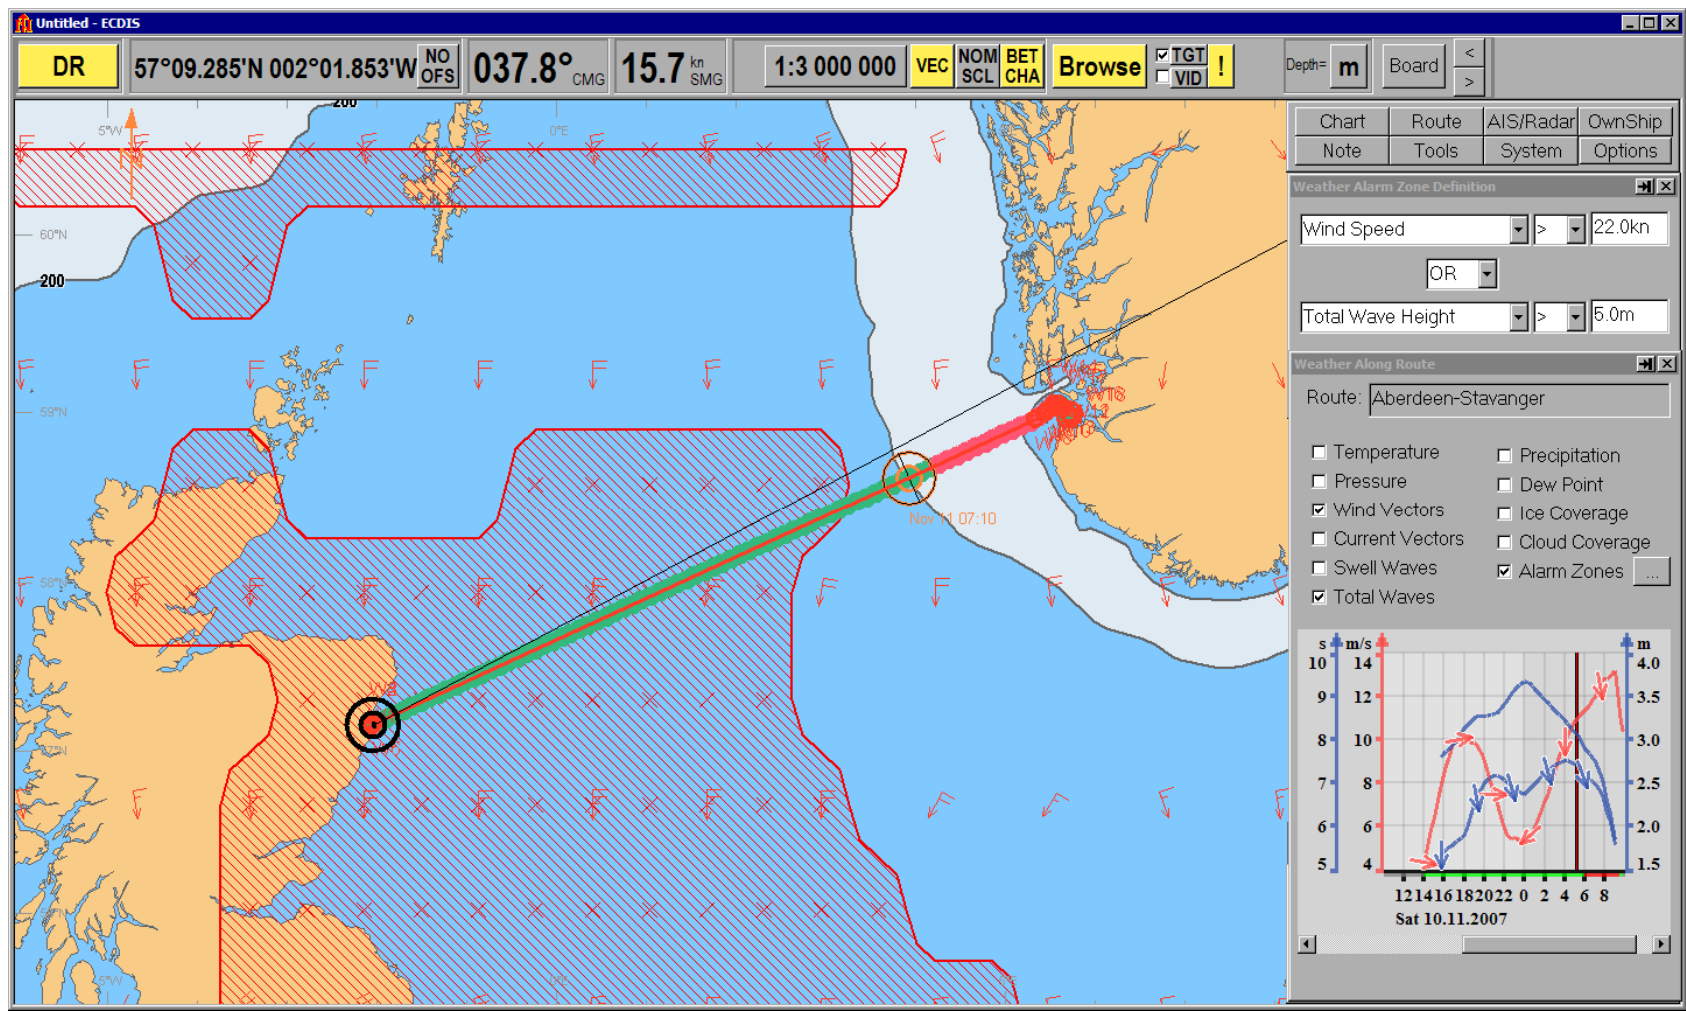 Untitled - ECDIS
DR
57°09.285'N 002°01.853'W
NO OFS
037.8° CMG
15.7 kn SMG
1:3 000 000
VEC
NOM SCL
BET CHA
Browse
TGT
VID
!
Depth= m
Board
<
>
Chart Route AIS/Radar OwnShip
Note Tools System Options
Weather Alarm Zone Definition
Wind Speed > 22.0kn
OR
Total Wave Height > 5.0m
Weather Along Route
Route: Aberdeen-Stavanger
Temperature
Pressure
Wind Vectors
Current Vectors
Swell Waves
Total Waves
Precipitation
Dew Point
Ice Coverage
Cloud Coverage
Alarm Zones ...
s m/s m
10 14 4.0
9 12 3.5
8 10 3.0
7 8 2.5
6 6 2.0
5 4 1.5
12 14 16 18 20 22 0 2 4 6 8
Sat 10.11.2007
200
5°W
0°E
60°N
200
59°N
Nov 11 07:10
58°N
5°W
0°E